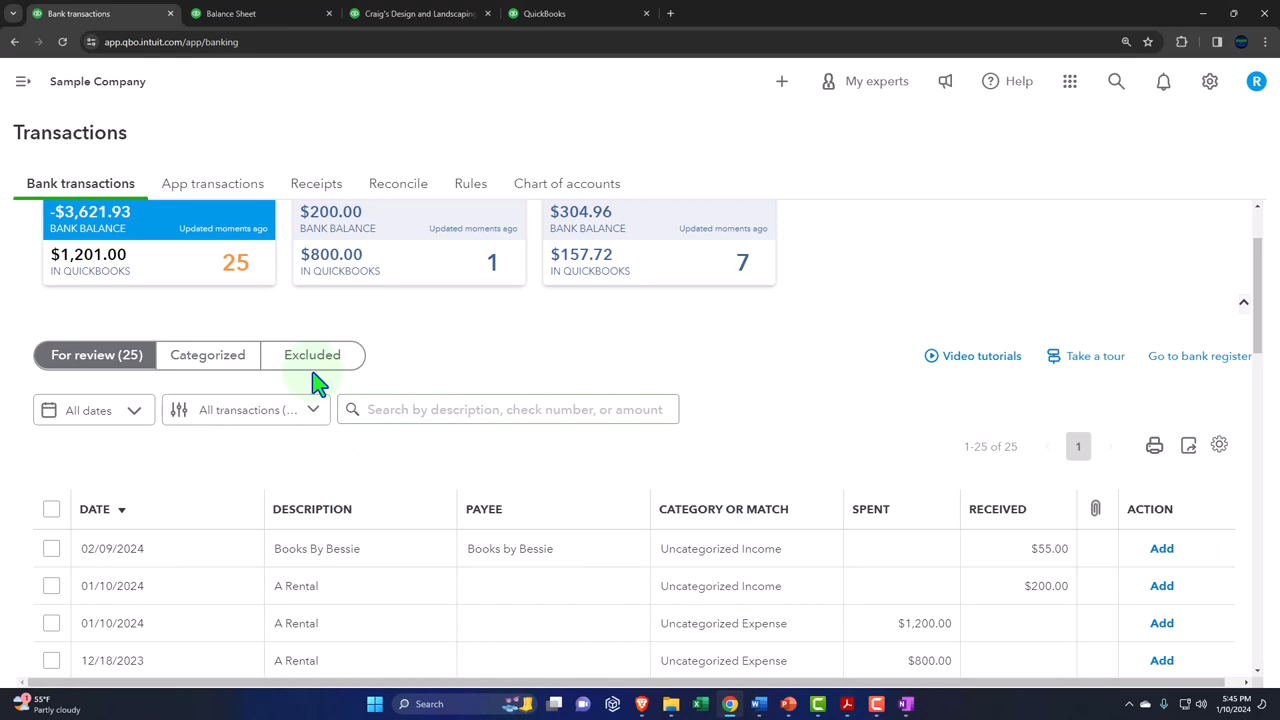 Bank transactions
Balance Sheet
Craig's Design and Landscaping
QuickBooks
app.qbo.intuit.com/app/banking
Sample Company
My experts
Help
R
Transactions
Bank transactions
App transactions
Receipts
Reconcile
Rules
Chart of accounts
-$3,621.93
BANK BALANCE
Updated moments ago
$1,201.00
IN QUICKBOOKS
25
$200.00
BANK BALANCE
Updated moments ago
$800.00
IN QUICKBOOKS
1
$304.96
BANK BALANCE
Updated moments ago
$157.72
IN QUICKBOOKS
7
For review (25)
Categorized
Excluded
Video tutorials
Take a tour
Go to bank register
All dates
All transactions (...
Search by description, check number, or amount
1-25 of 25
1
DATE DESCRIPTION PAYEE CATEGORY OR MATCH SPENT RECEIVED ACTION
02/09/2024 Books By Bessie Books by Bessie Uncategorized Income $55.00 Add
01/10/2024 A Rental Uncategorized Income $200.00 Add
01/10/2024 A Rental Uncategorized Expense $1,200.00 Add
12/18/2023 A Rental Uncategorized Expense $800.00 Add
1
55°F
Partly cloudy
Search
5:45 PM
1/10/2024